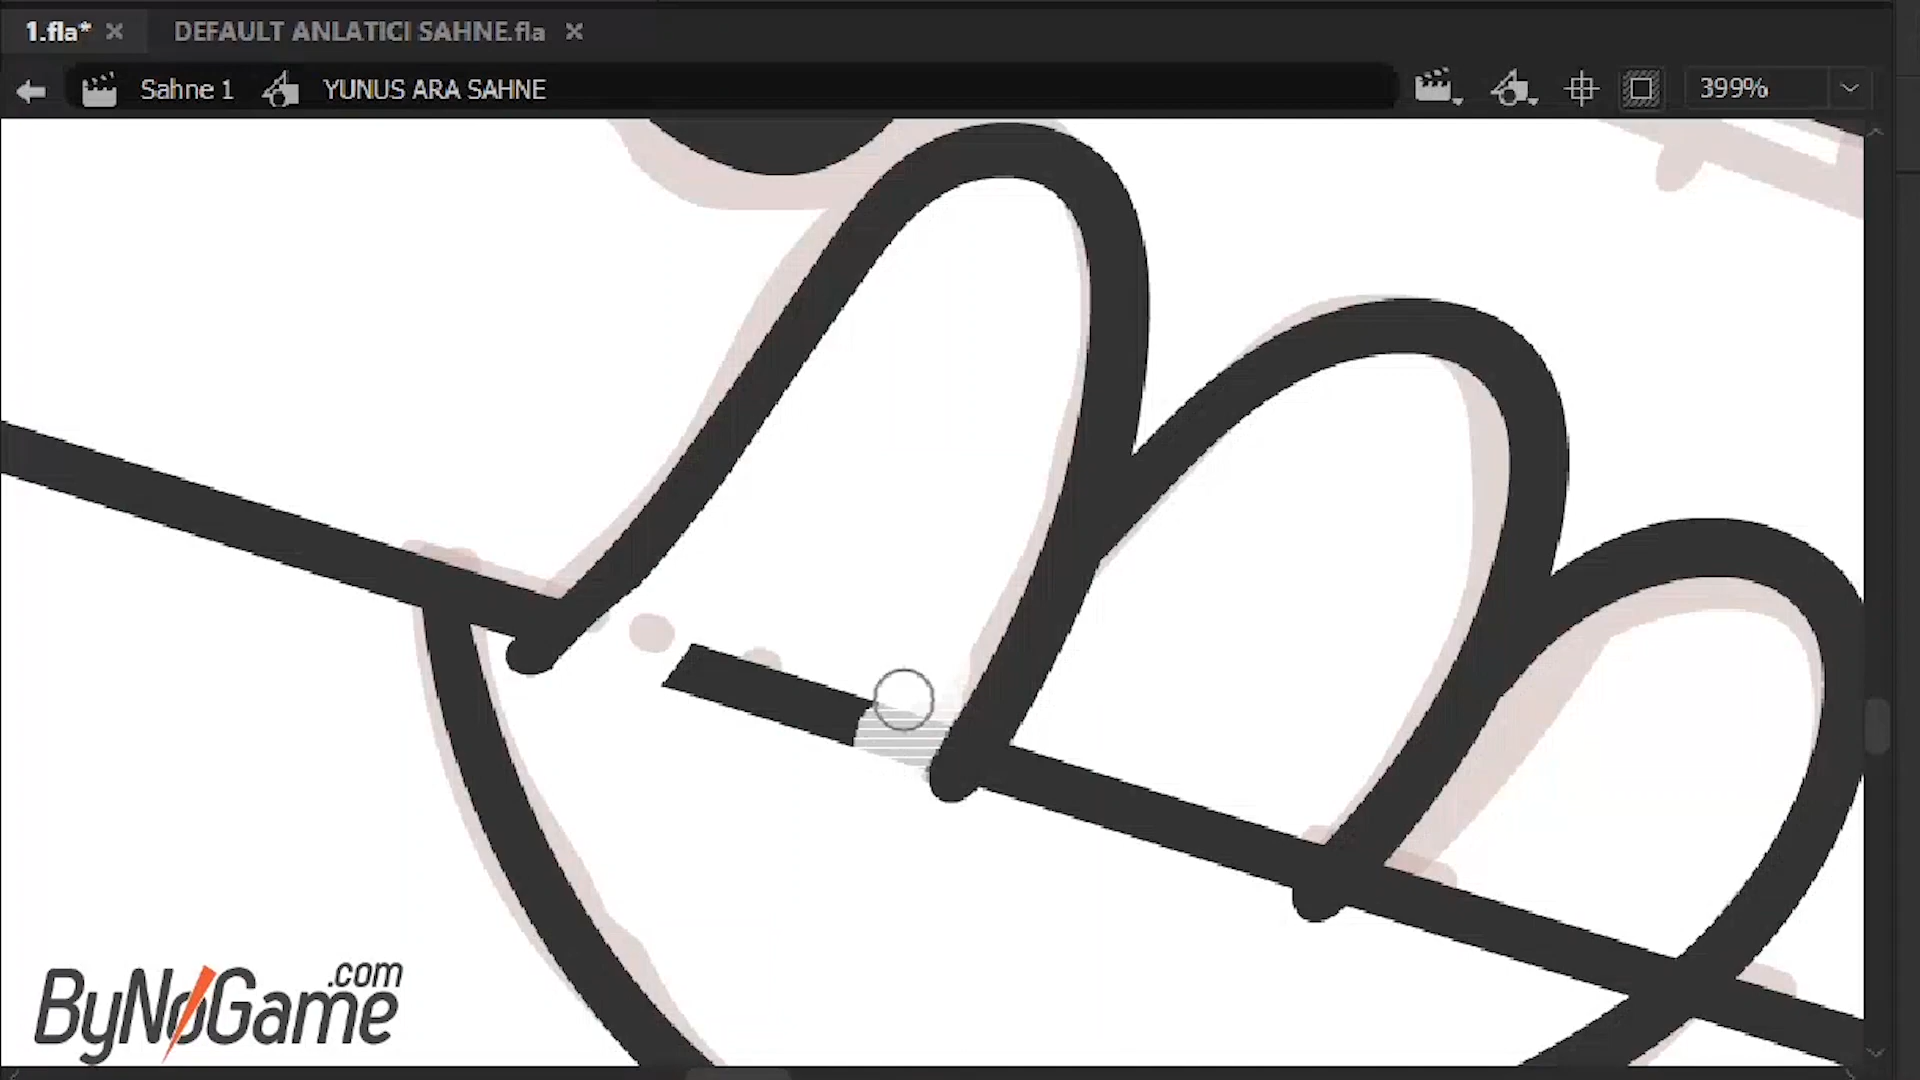 1.fla* DEFAULT ANLATICI SAHNE.fla
Sahne 1 YUNUS ARA SAHNE 399%
ByNoGame.com